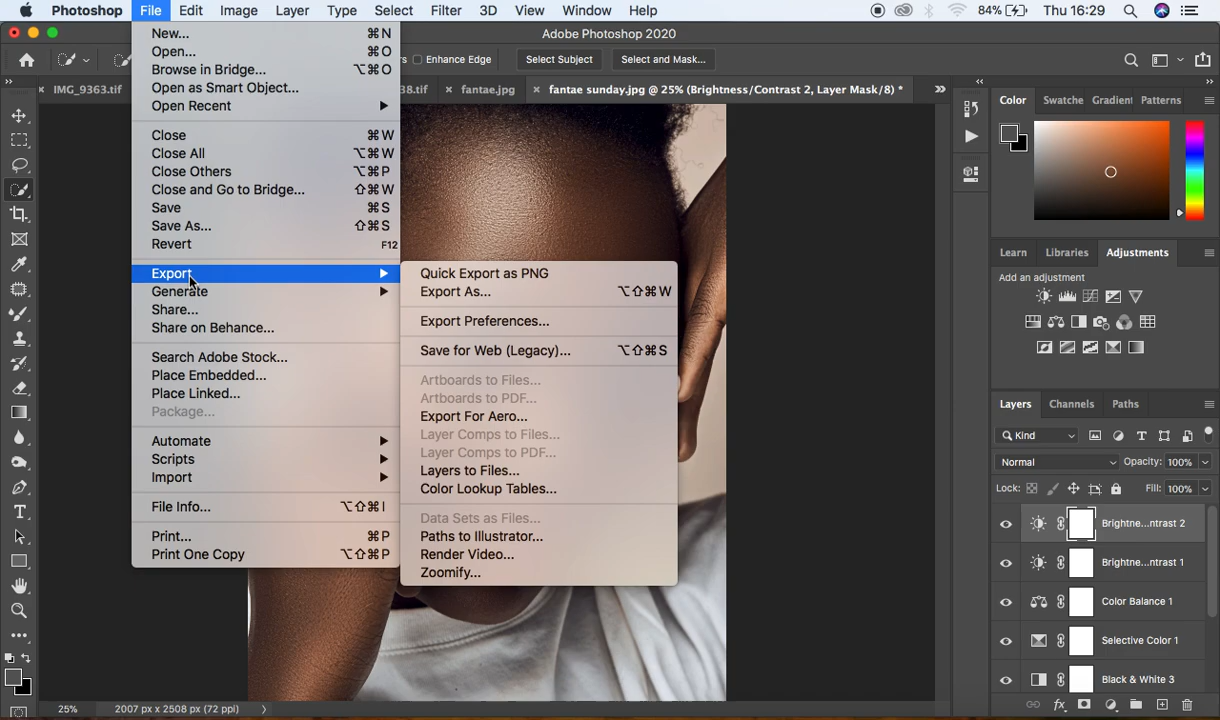 Photoshop File Edit Image Layer Type Select Filter 3D View Window Help 84% Thu 16:29
Adobe Photoshop 2020
Enhance Edge Select Subject Select and Mask...
IMG_9363.tif 38.tif × fantae.jpg × fantae sunday.jpg @ 25% (Brightness/Contrast 2, Layer Mask/8) *
New... ⌘N
Open... ⌘O
Browse in Bridge... ⌥⌘O
Open as Smart Object...
Open Recent
Close ⌘W
Close All ⌥⌘W
Close Others ⌥⌘P
Close and Go to Bridge... ⇧⌘W
Save ⌘S
Save As... ⇧⌘S
Revert F12
Export
Generate
Share...
Share on Behance...
Search Adobe Stock...
Place Embedded...
Place Linked...
Package...
Automate
Scripts
Import
File Info... ⌥⇧⌘I
Print... ⌘P
Print One Copy ⌥⇧⌘P
Quick Export as PNG
Export As... ⌥⇧⌘W
Export Preferences...
Save for Web (Legacy)... ⌥⇧⌘S
Artboards to Files...
Artboards to PDF...
Export For Aero...
Layer Comps to Files...
Layer Comps to PDF...
Layers to Files...
Color Lookup Tables...
Data Sets as Files...
Paths to Illustrator...
Render Video...
Zoomify...
Color Swatche Gradient Patterns
Learn Libraries Adjustments
Add an adjustment
Layers Channels Paths
Kind
Normal Opacity: 100%
Lock: Fill: 100%
Brightne...ntrast 2
Brightne...ntrast 1
Color Balance 1
Selective Color 1
Black & White 3
25% 2007 px x 2508 px (72 ppi)